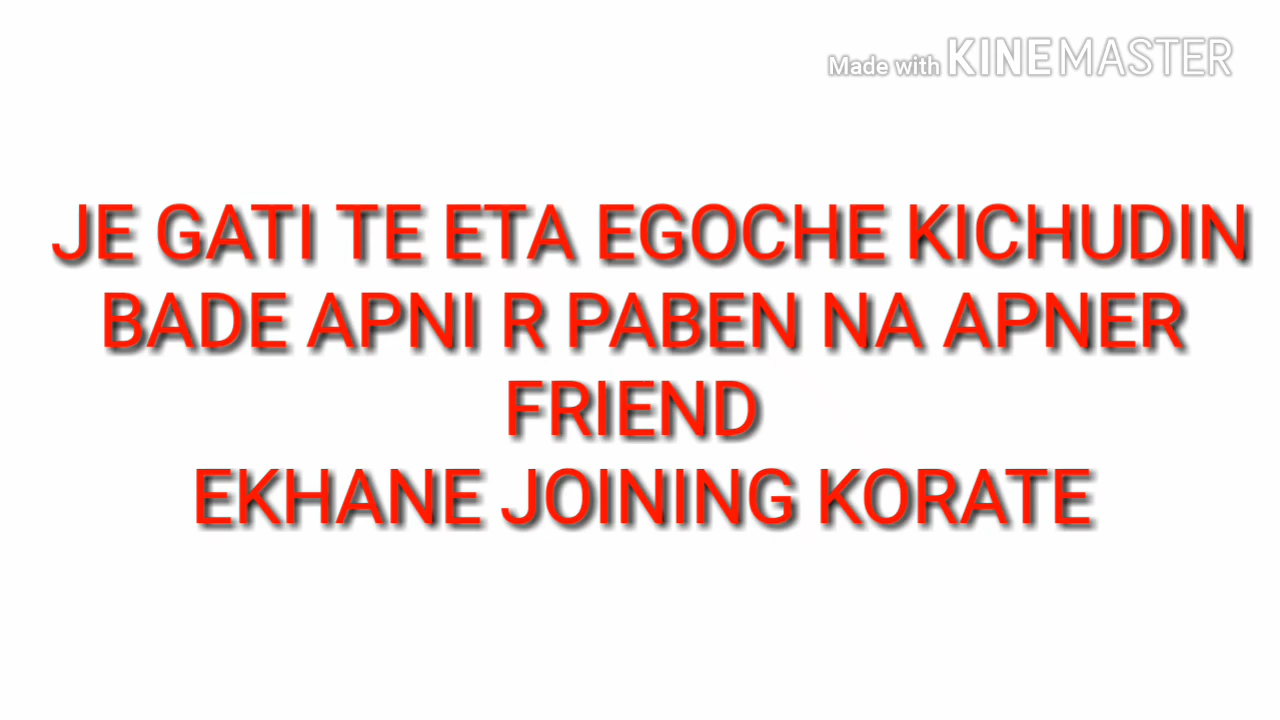 Made with KINEMASTER
JE GATI TE ETA EGOCHE KICHUDIN
BADE APNI R PABEN NA APNER
FRIEND
EKHANE JOINING KORATE